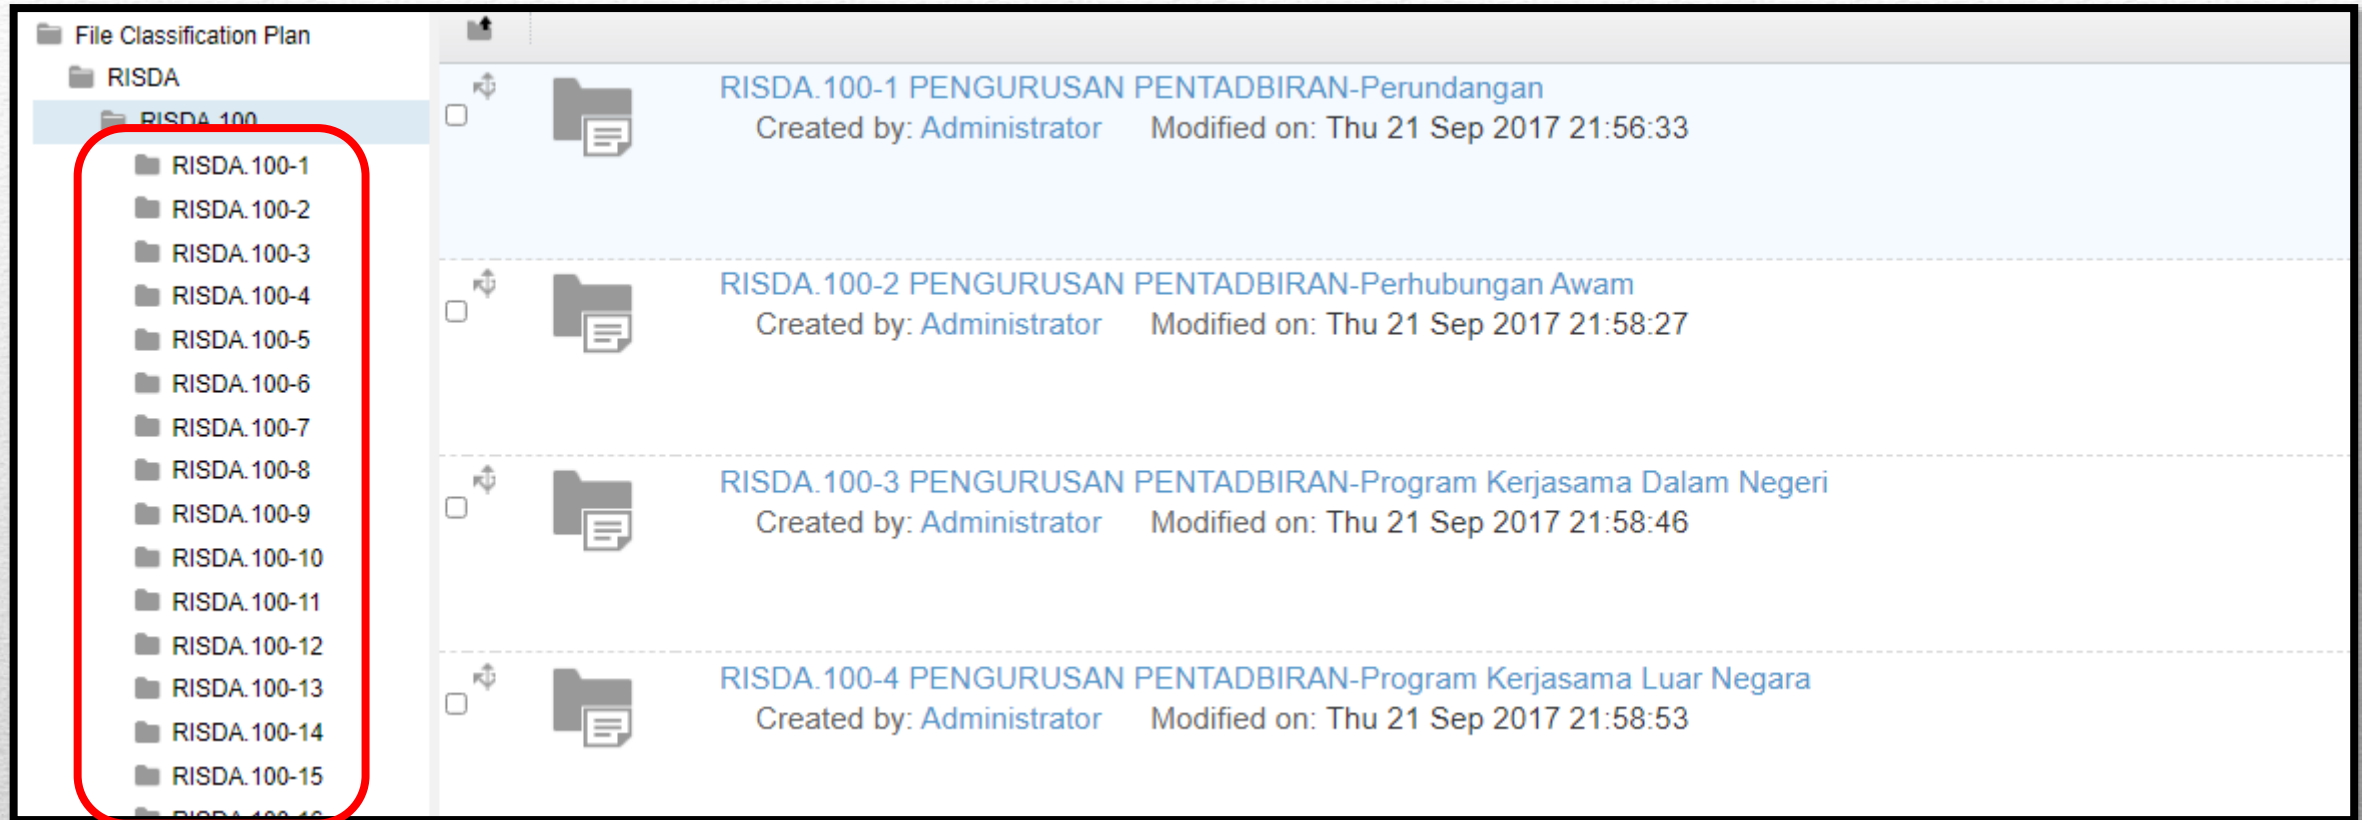 File Classification Plan
RISDA
RISDA.100
RISDA.100-1
RISDA.100-2
RISDA.100-3
RISDA.100-4
RISDA.100-5
RISDA.100-6
RISDA.100-7
RISDA.100-8
RISDA.100-9
RISDA.100-10
RISDA.100-11
RISDA.100-12
RISDA.100-13
RISDA.100-14
RISDA.100-15
RISDA.100-16
RISDA.100-1 PENGURUSAN PENTADBIRAN-Perundangan
Created by: Administrator Modified on: Thu 21 Sep 2017 21:56:33
RISDA.100-2 PENGURUSAN PENTADBIRAN-Perhubungan Awam
Created by: Administrator Modified on: Thu 21 Sep 2017 21:58:27
RISDA.100-3 PENGURUSAN PENTADBIRAN-Program Kerjasama Dalam Negeri
Created by: Administrator Modified on: Thu 21 Sep 2017 21:58:46
RISDA.100-4 PENGURUSAN PENTADBIRAN-Program Kerjasama Luar Negara
Created by: Administrator Modified on: Thu 21 Sep 2017 21:58:53